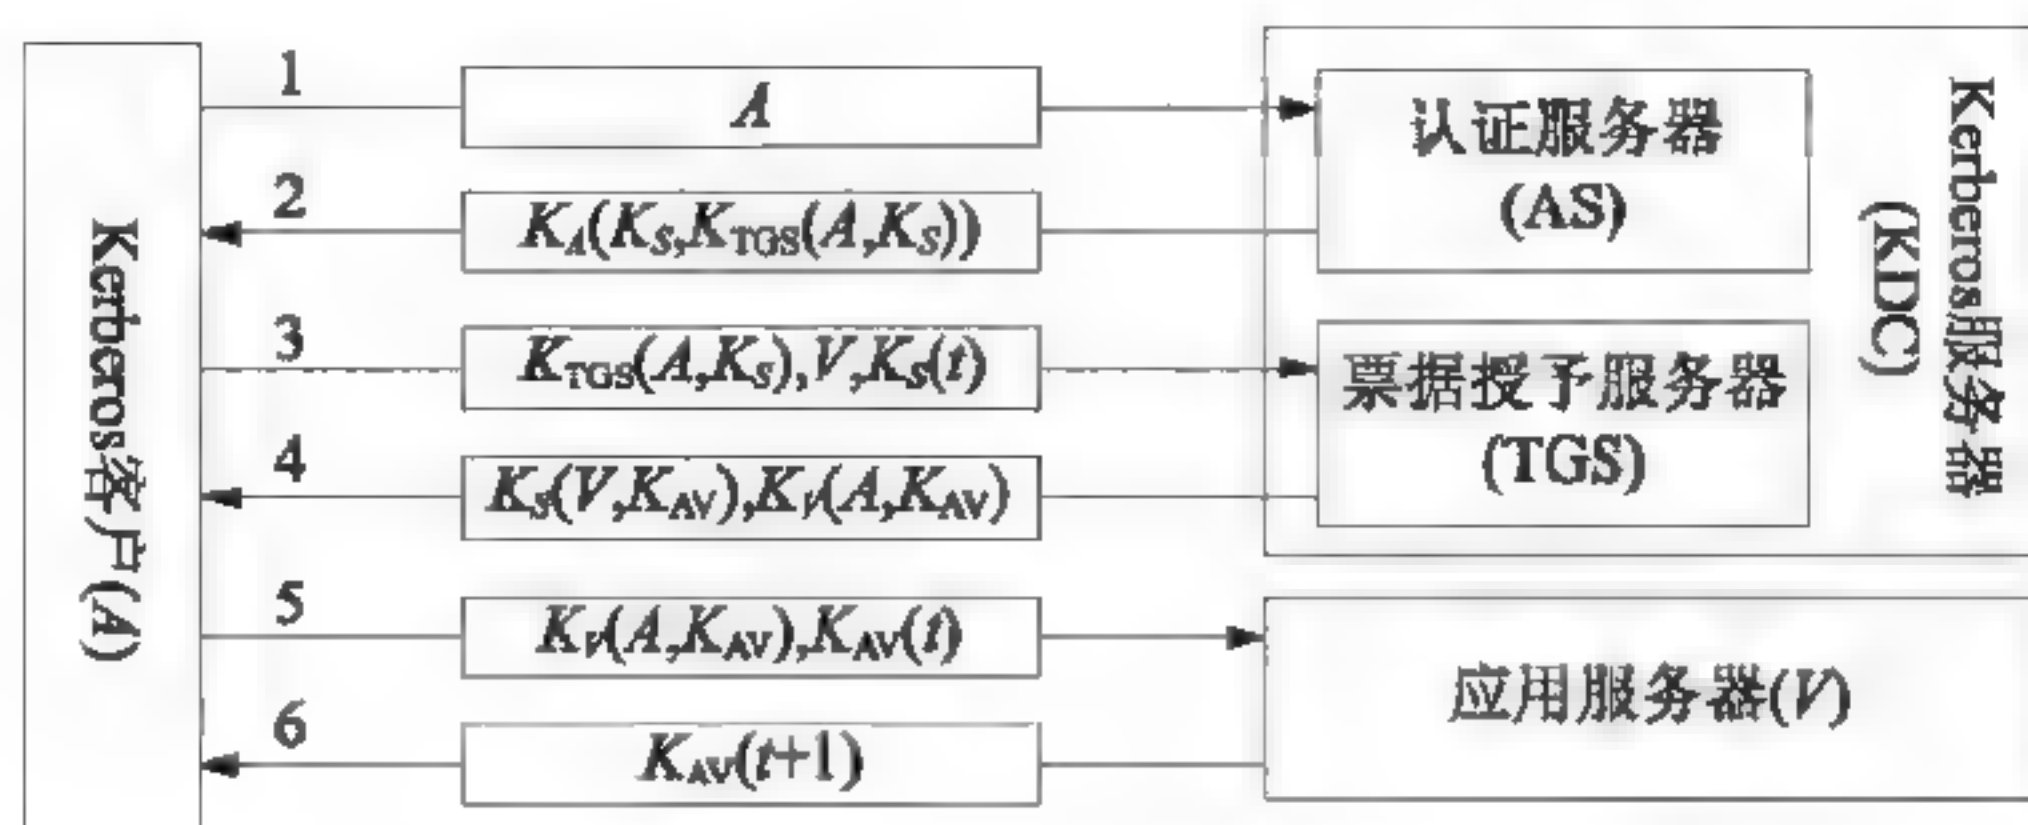 Kerberos客户(A)
1
A
2
K_A(K_S,K_TGS(A,K_S))
3
K_TGS(A,K_S),V,K_S(t)
4
K_S(V,K_AV),K_V(A,K_AV)
5
K_V(A,K_AV),K_AV(t)
6
K_AV(t+1)
认证服务器
(AS)
票据授予服务器
(TGS)
Kerberos服务器
(KDC)
应用服务器(V)